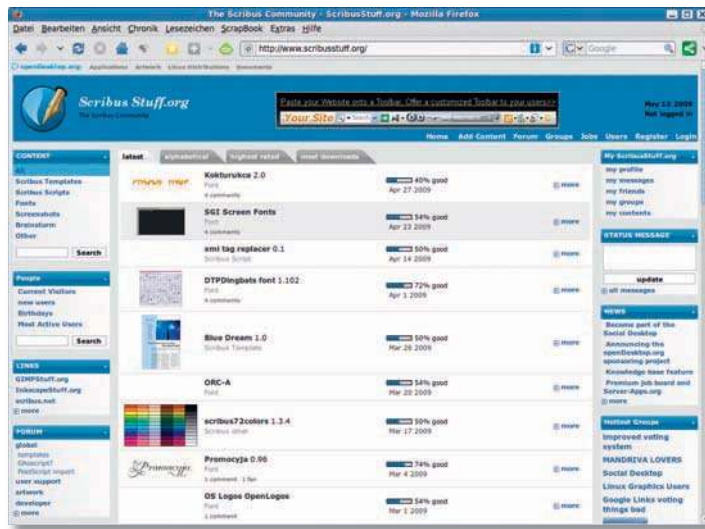 The Scribus Community - ScribusStuff.org - Mozilla Firefox
Datei Bearbeiten Ansicht Chronik Lesezeichen ScrapBook Extras Hilfe
http://www.scribusstuff.org/
Google
openDesktop.org: Applications Artwork Linux Distributions Documents
Scribus Stuff.org
The Scribus Community
Paste your Website onto a Toolbar. Offer a customized Toolbar to your users>>
Your Site
May 13 2009
Not logged in
Home Add Content Forum Groups Jobs Users Register Login
CONTENT
All
Scribus Templates
Scribus Scripts
Fonts
Screenshots
Brainstorm
Other
Search
People
Current Visitors
new users
Birthdays
Most Active Users
Search
LINKS
GIMPStuff.org
InkscapeStuff.org
scribus.net
more
FORUM
global
templates
Ghostcript?
PostScript import
user support
artwork
developer
more
latest alphabetical highest rated most downloads
Kokturukca 2.0
Font
4 comments
40% good
Apr 27 2009
more
SGI Screen Fonts
Font
4 comments
54% good
Apr 23 2009
more
xml tag replacer 0.1
Scribus Script
50% good
Apr 14 2009
DTPDingbats font 1.102
Font
4 comments
72% good
Apr 1 2009
more
Blue Dream 1.0
Scribus Template
50% good
Mar 26 2009
more
ORC-A
Font
54% good
Mar 20 2009
more
scribus72colors 1.3.4
Scribus other
50% good
Mar 17 2009
more
Promocyja
Promocyja 0.96
Font
1 comment 1 fan
74% good
Mar 4 2009
more
OS Logos OpenLogos
Font
1 comment
54% good
Mar 1 2009
more
My ScribusStuff.org
my profile
my messages
my friends
my groups
my contents
STATUS MESSAGE
update
all messages
NEWS
Become part of the
Social Desktop
Announcing the
openDesktop.org
sponsoring project
Knowledge base feature
Premium job board and
Server-Apps.org
more
Hottest Groups
improved voting
system
MANDRIVA LOVERS
Social Desktop
Linux Graphics Users
Google Links voting
things bad